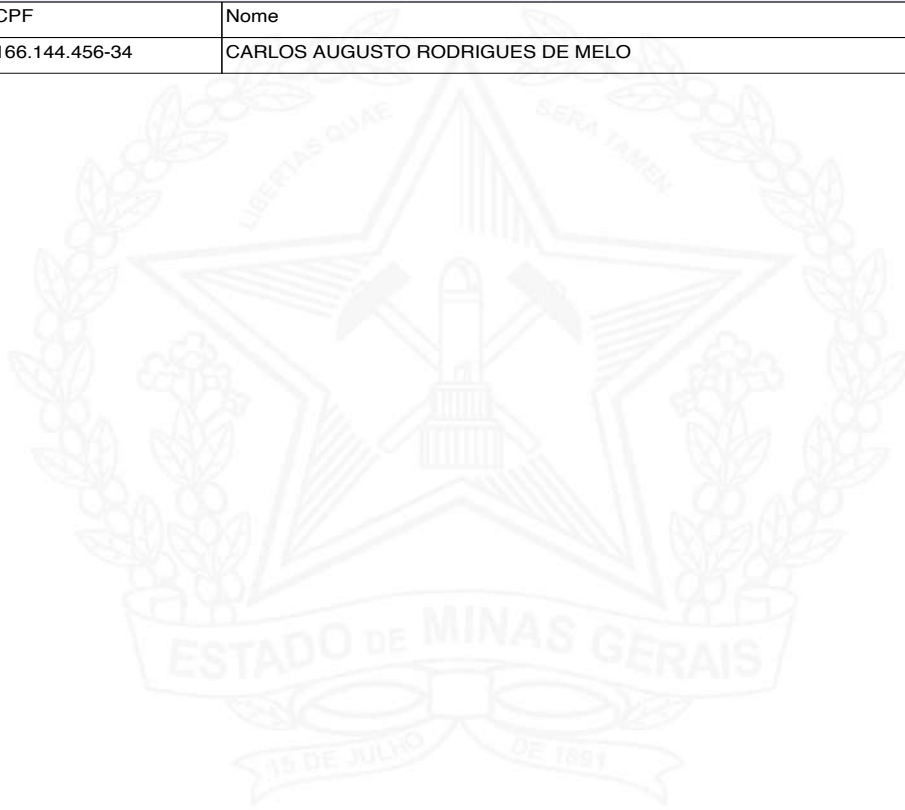 CPF Nome
166.144.456-34 CARLOS AUGUSTO RODRIGUES DE MELO
LIBERTAS QUAE SERA TAMEN
ESTADO DE MINAS GERAIS
15 DE JULHO DE 1891